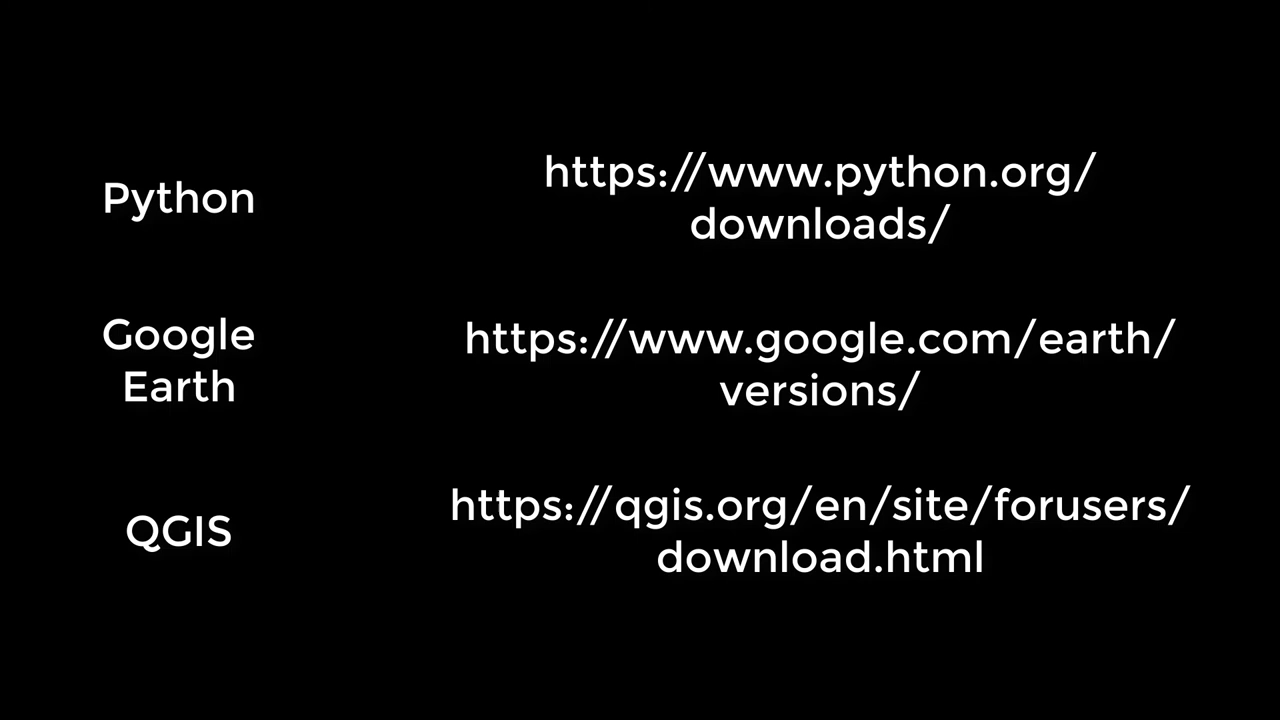 Python
https://www.python.org/
downloads/
Google
Earth
https://www.google.com/earth/
versions/
QGIS
https://qgis.org/en/site/forusers/
download.html